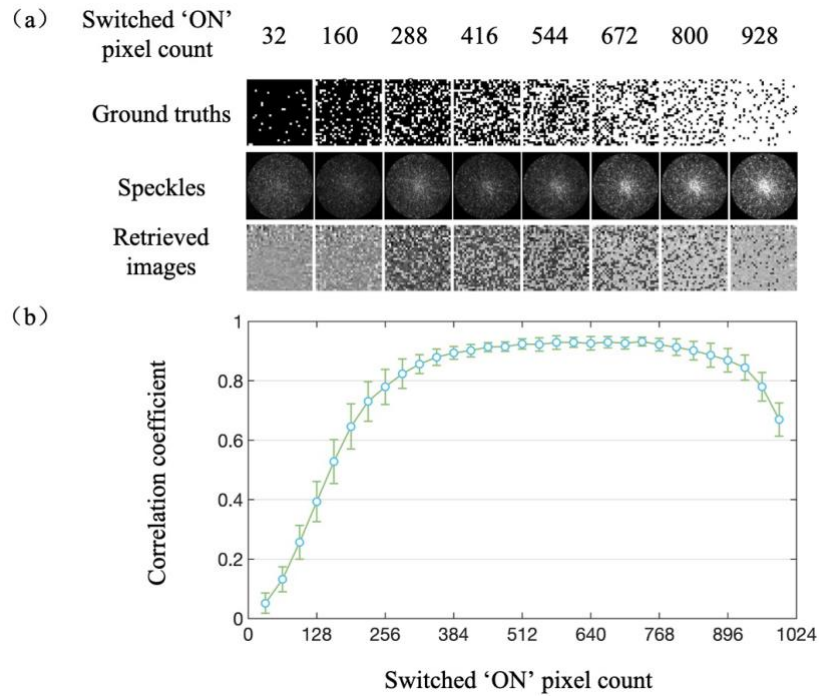 (a)
Switched ‘ON’
pixel count
32 160 288 416 544 672 800 928
Ground truths
Speckles
Retrieved
images
(b)
1
0.8
0.6
0.4
0.2
0
Correlation coefficient
0 128 256 384 512 640 768 896 1024
Switched ‘ON’ pixel count